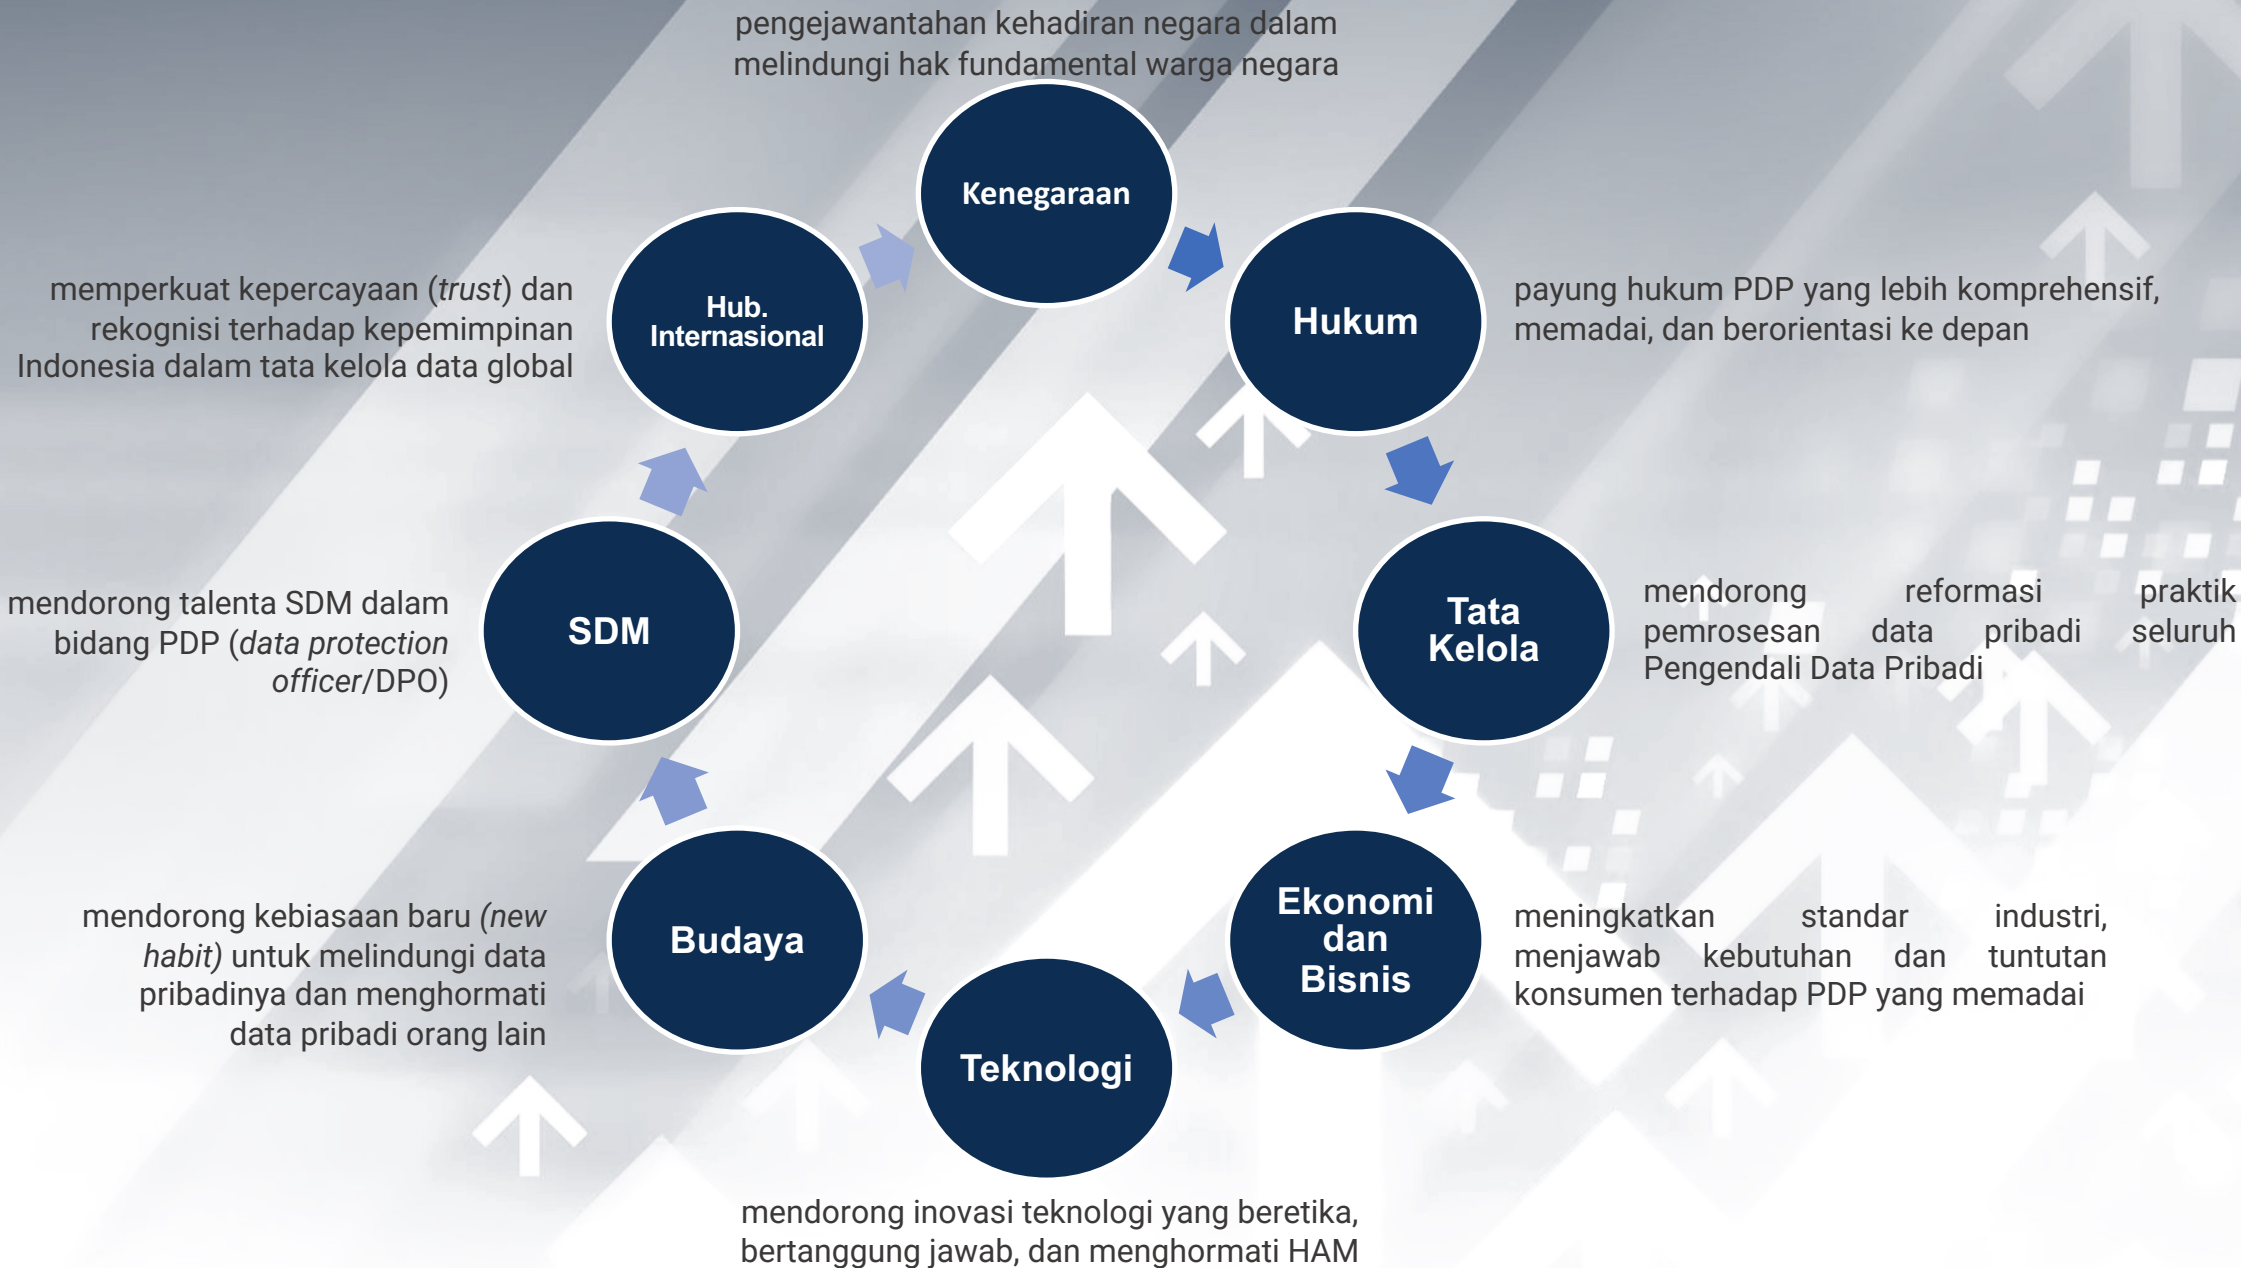 pengejawantahan kehadiran negara dalam
melindungi hak fundamental warga negara
Kenegaraan
Hukum
payung hukum PDP yang lebih komprehensif,
memadai, dan berorientasi ke depan
Tata
Kelola
mendorong reformasi praktik
pemrosesan data pribadi seluruh
Pengendali Data Pribadi
Ekonomi
dan
Bisnis
meningkatkan standar industri,
menjawab kebutuhan dan tuntutan
konsumen terhadap PDP yang memadai
Teknologi
mendorong inovasi teknologi yang beretika,
bertanggung jawab, dan menghormati HAM
Budaya
mendorong kebiasaan baru (new
habit) untuk melindungi data
pribadinya dan menghormati
data pribadi orang lain
SDM
mendorong talenta SDM dalam
bidang PDP (data protection
officer/DPO)
Hub.
Internasional
memperkuat kepercayaan (trust) dan
rekognisi terhadap kepemimpinan
Indonesia dalam tata kelola data global